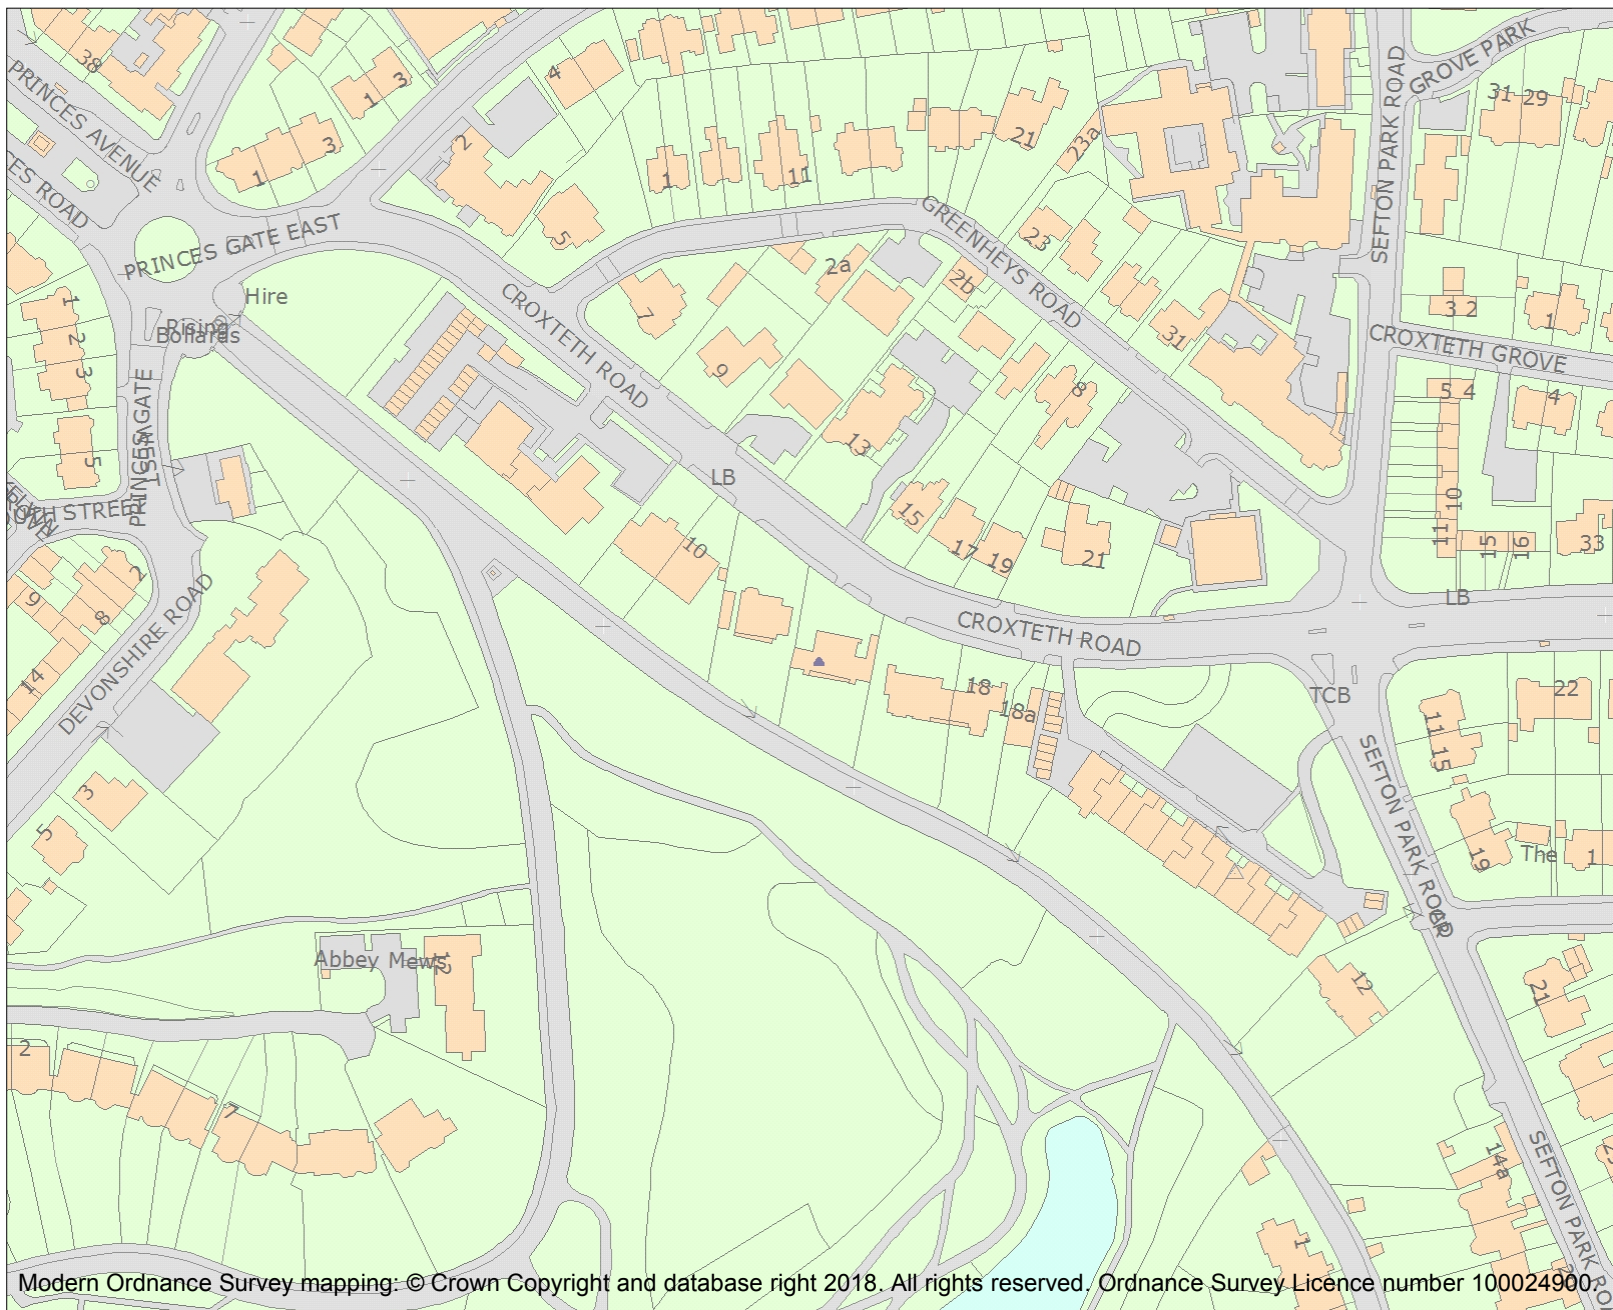 38
PRINCES AVENUE
CES ROAD
1
3
1
3
4
2
5
PRINCES GATE EAST
1
11
21
23a
GREENHEYS ROAD
23
31
SEFTON PARK ROAD
GROVE PARK
31 29
Hire
Rising
Bollards
CROXTETH ROAD
7
2a
2b
9
13
8
3 2
1
CROXTETH GROVE
5 4
4
1
2
3
5
PRINCES GATE
WEST
OUTH STREET
LB
10
15
17
19
21
10
11
15
16
33
LB
2
8
9
14
DEVONSHIRE ROAD
CROXTETH ROAD
18
18a
TCB
22
11
15
SEFTON PARK ROAD
19
The
1
3
5
Abbey Mews
12
12
21
2
7
14a
SEFTON PARK RO
1
Modern Ordnance Survey mapping: © Crown Copyright and database right 2018. All rights reserved. Ordnance Survey Licence number 100024900.